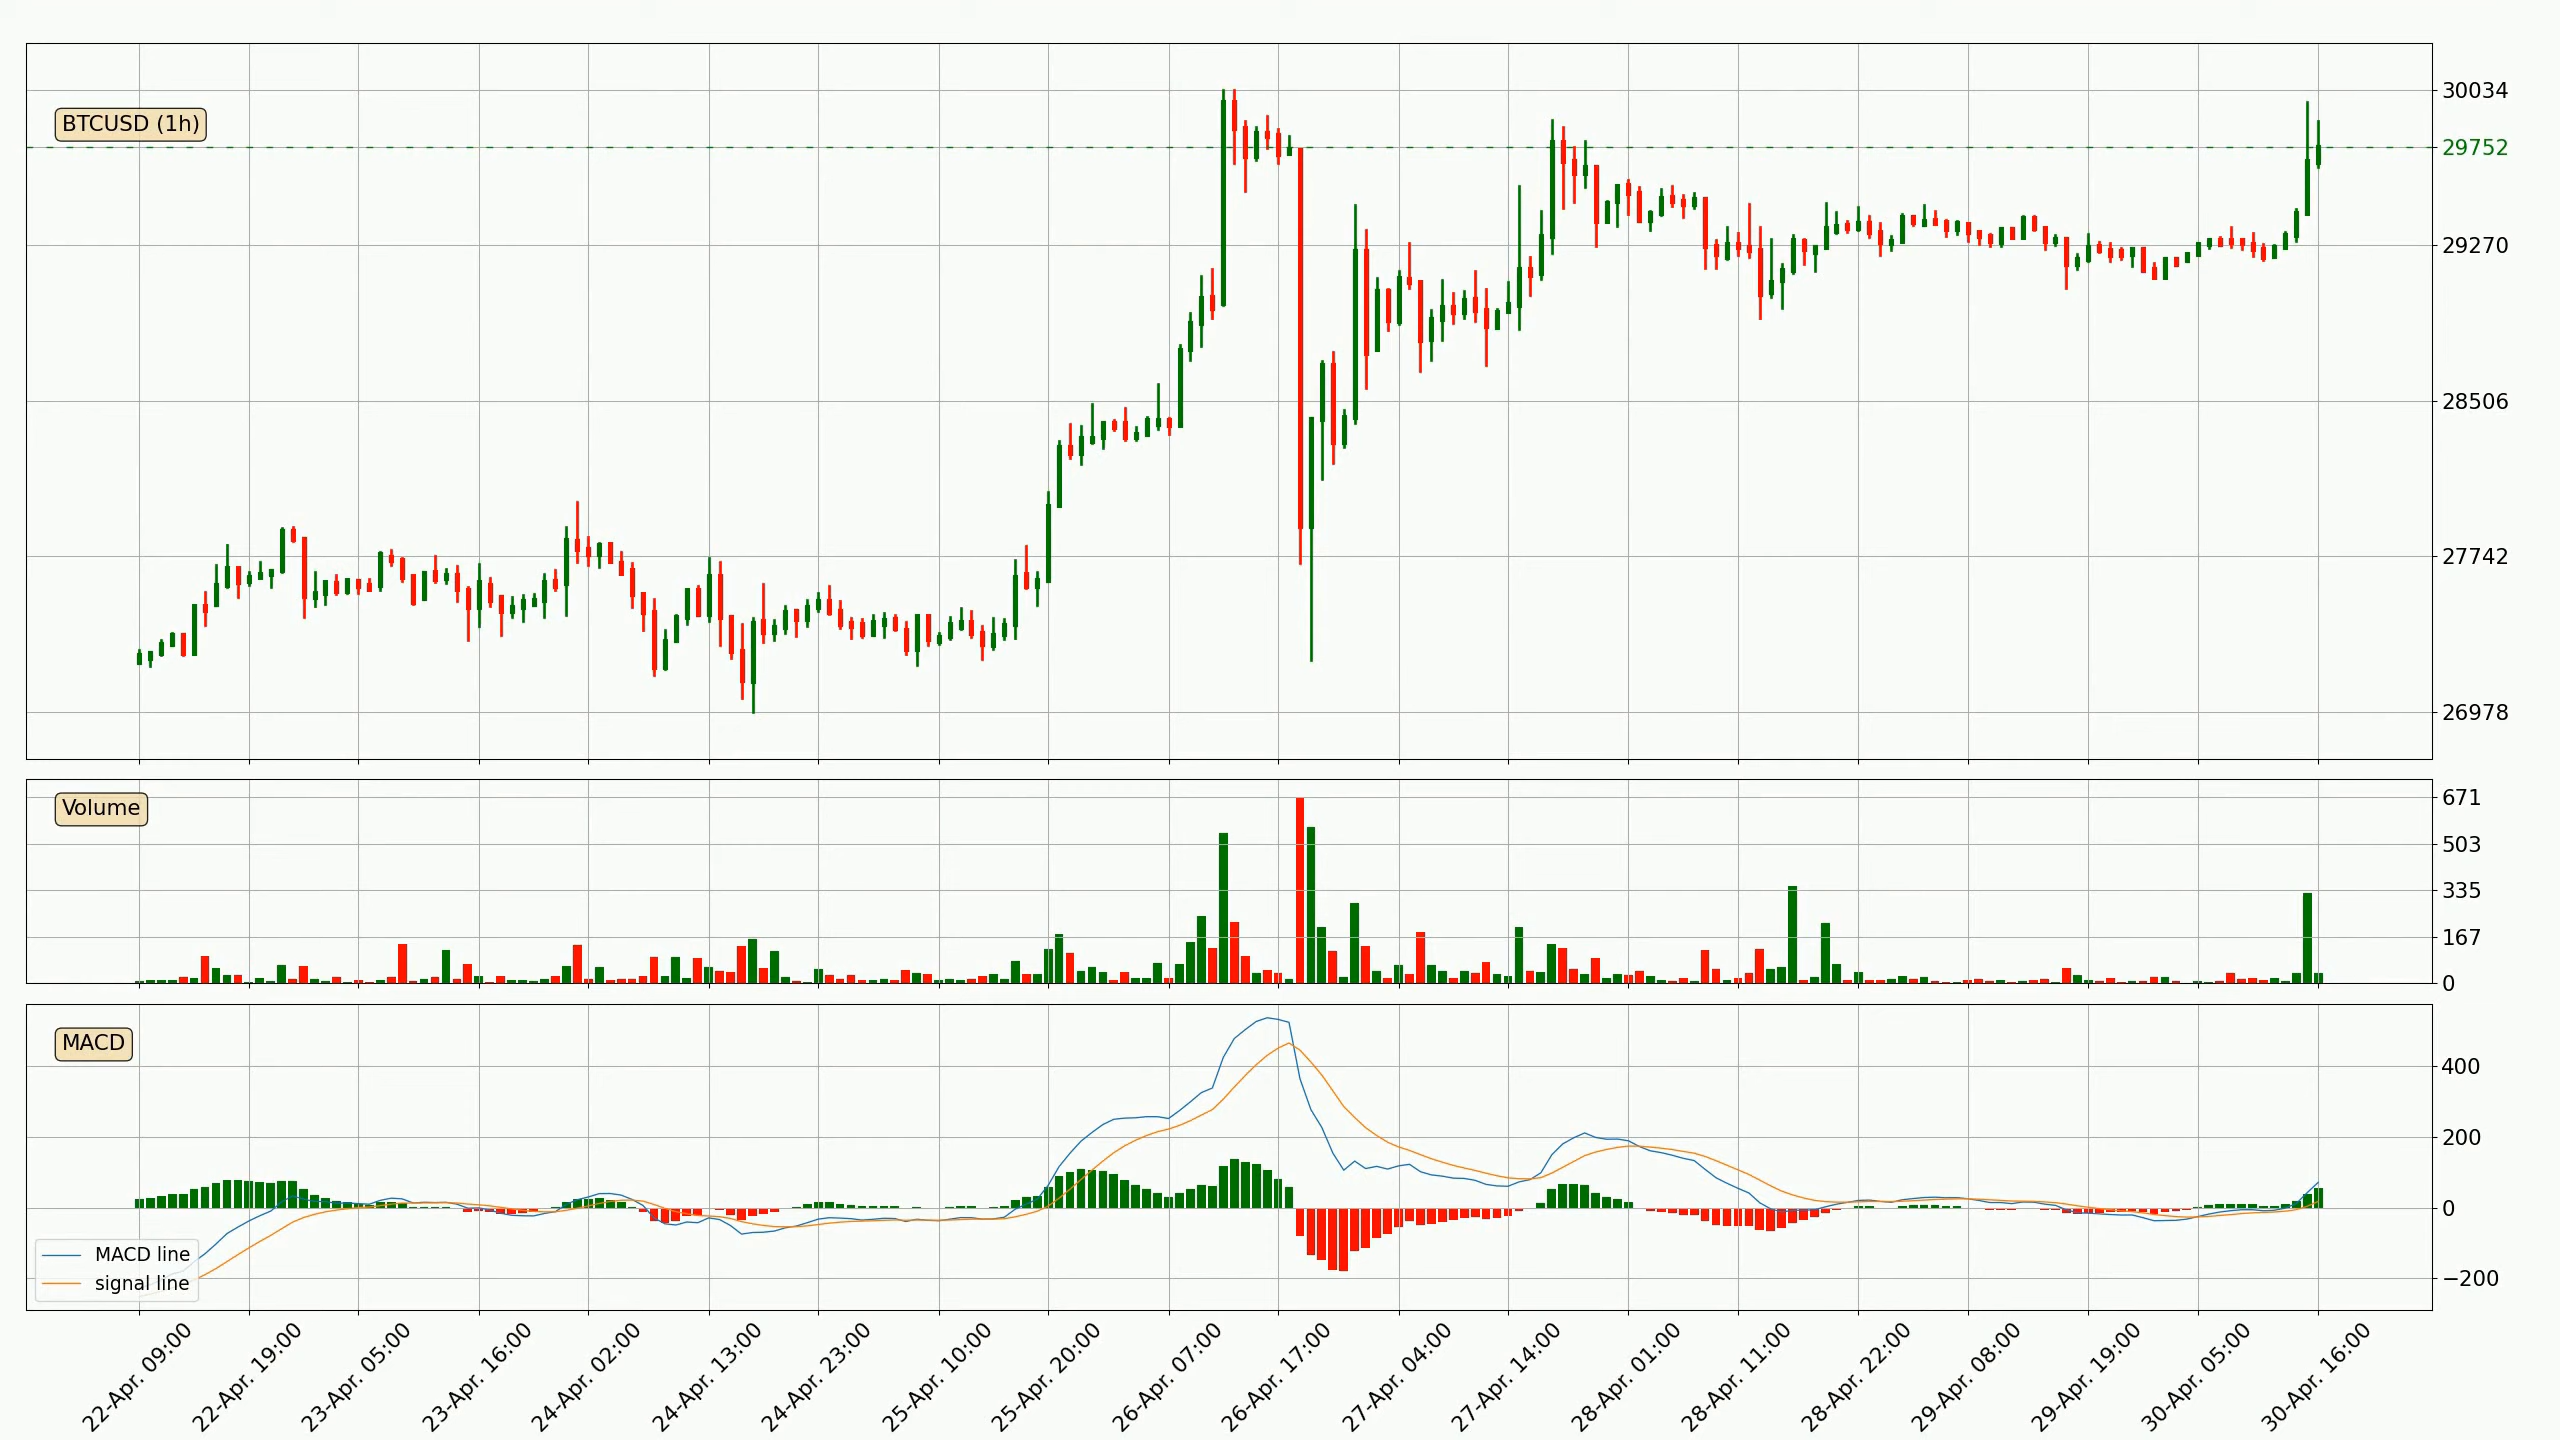 BTCUSD (1h)
30034
29752
29270
28506
27742
26978
Volume
671
503
335
167
0
MACD
400
200
0
−200
MACD line
signal line
22-Apr. 09:00
22-Apr. 19:00
23-Apr. 05:00
23-Apr. 16:00
24-Apr. 02:00
24-Apr. 13:00
24-Apr. 23:00
25-Apr. 10:00
25-Apr. 20:00
26-Apr. 07:00
26-Apr. 17:00
27-Apr. 04:00
27-Apr. 14:00
28-Apr. 01:00
28-Apr. 11:00
28-Apr. 22:00
29-Apr. 08:00
29-Apr. 19:00
30-Apr. 05:00
30-Apr. 16:00